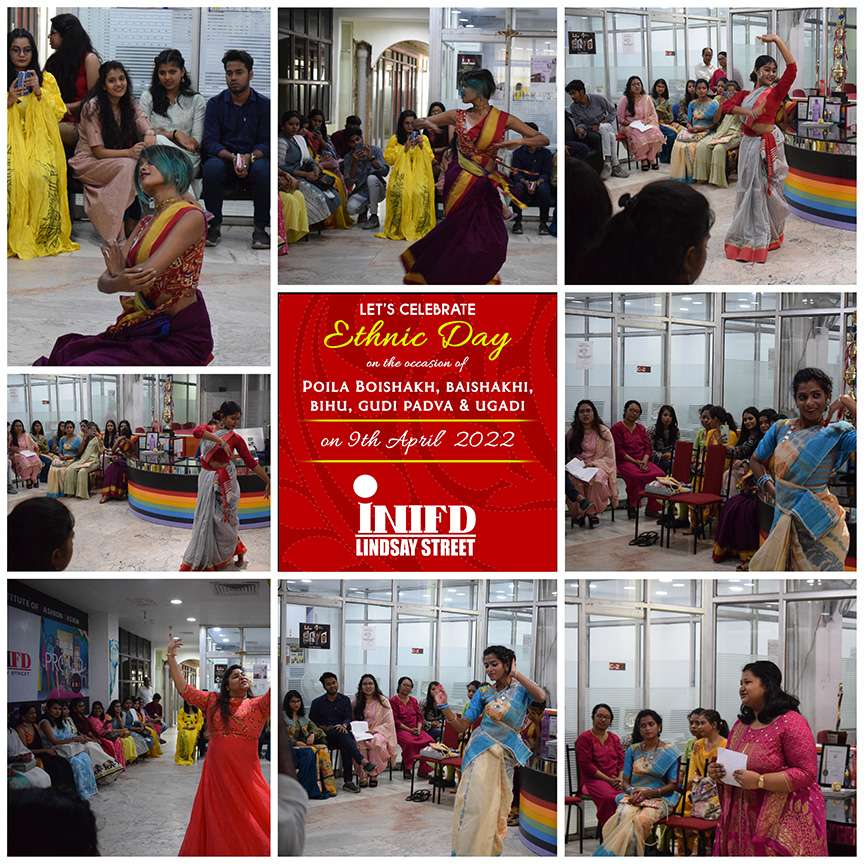 LET'S CELEBRATE
Ethnic Day
on the occasion of
POILA BOISHAKH, BAISHAKHI,
BIHU, GUDI PADVA & UGADI
on 9th April 2022
INIFD
LINDSAY STREET
C-2